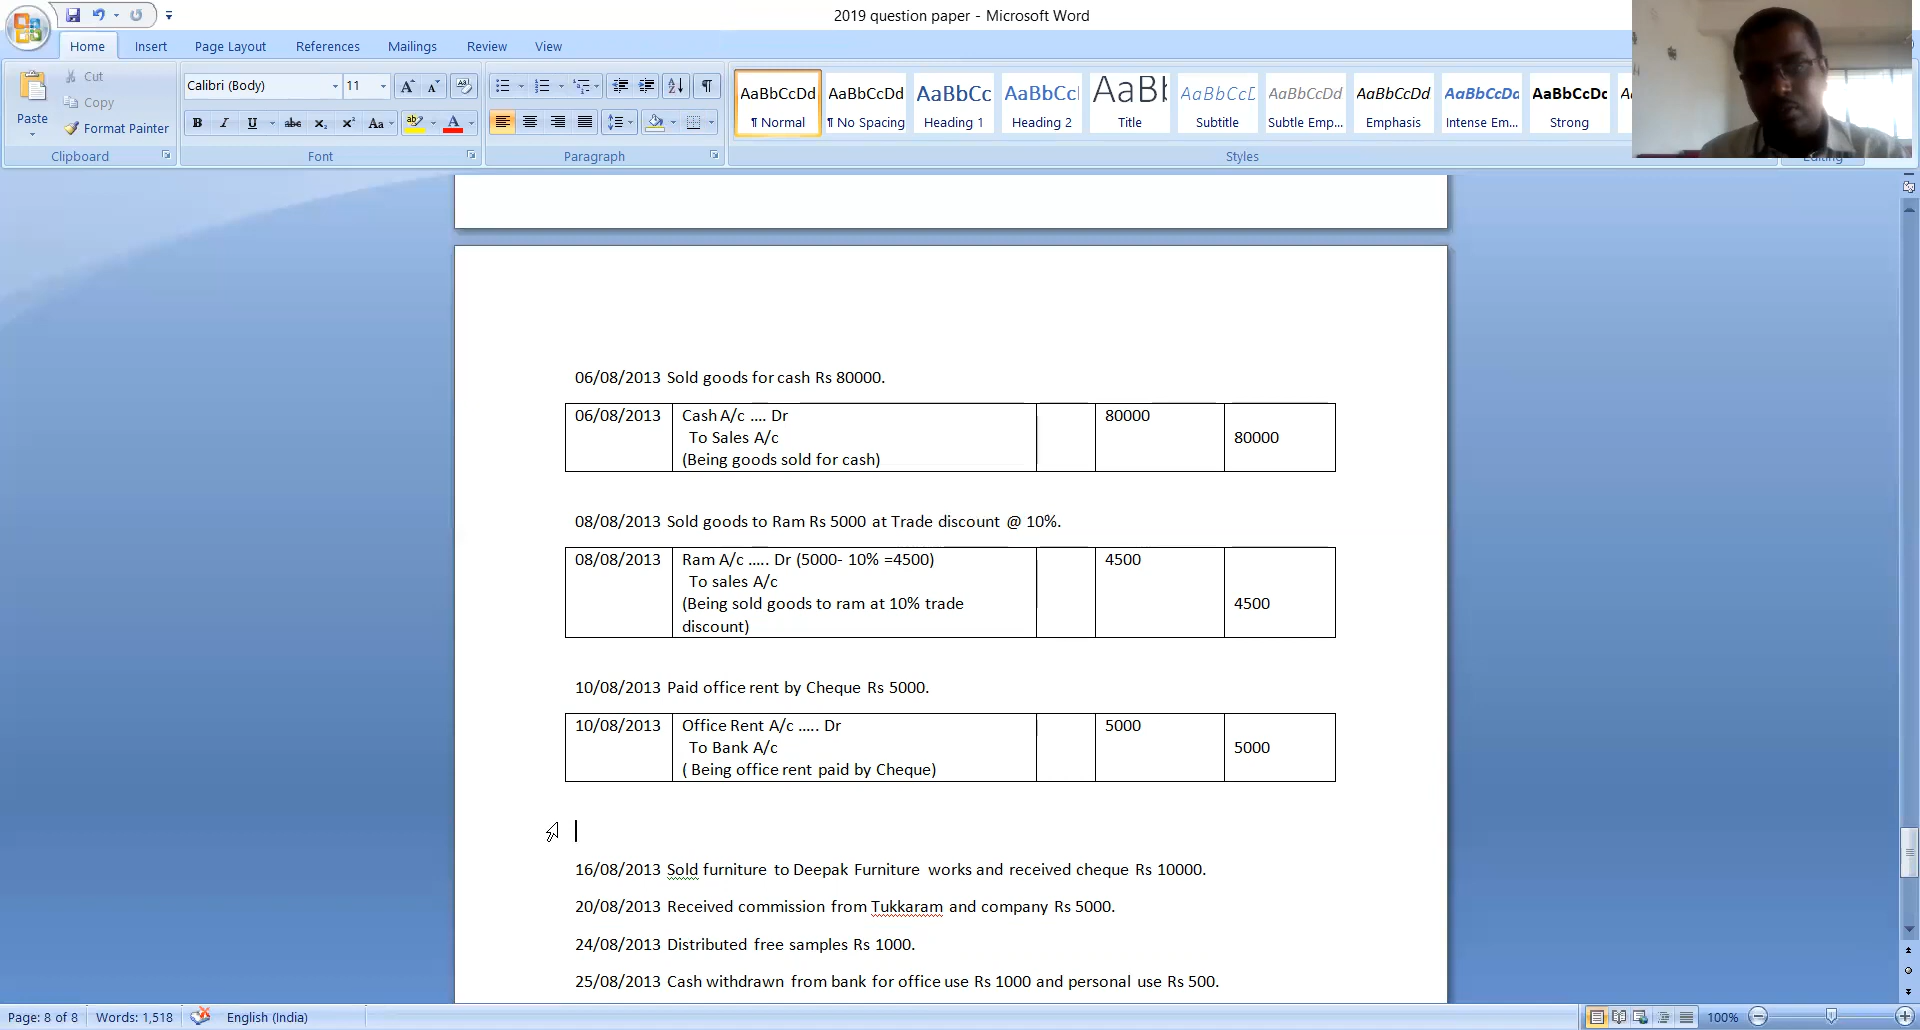 2019 question paper - Microsoft Word
Home Insert Page Layout References Mailings Review View
Paste
Cut
Copy
Format Painter
Clipboard
Calibri (Body) 11
B I U abc
Font
Paragraph
AaBbCcDd AaBbCcDd AaBbCc AaBbCc AaB AaBbCcD AaBbCcDd AaBbCcDd AaBbCcDd AaBbCcDc
¶ Normal ¶ No Spacing Heading 1 Heading 2 Title Subtitle Subtle Emp... Emphasis Intense Em... Strong
Styles
Editing
06/08/2013 Sold goods for cash Rs 80000.
06/08/2013 Cash A/c .... Dr 80000
To Sales A/c 80000
(Being goods sold for cash)
08/08/2013 Sold goods to Ram Rs 5000 at Trade discount @ 10%.
08/08/2013 Ram A/c ..... Dr (5000- 10% =4500) 4500
To sales A/c
(Being sold goods to ram at 10% trade 4500
discount)
10/08/2013 Paid office rent by Cheque Rs 5000.
10/08/2013 Office Rent A/c ..... Dr 5000
To Bank A/c 5000
( Being office rent paid by Cheque)
16/08/2013 Sold furniture to Deepak Furniture works and received cheque Rs 10000.
20/08/2013 Received commission from Tukkaram and company Rs 5000.
24/08/2013 Distributed free samples Rs 1000.
25/08/2013 Cash withdrawn from bank for office use Rs 1000 and personal use Rs 500.
Page: 8 of 8 Words: 1,518 English (India) 100%